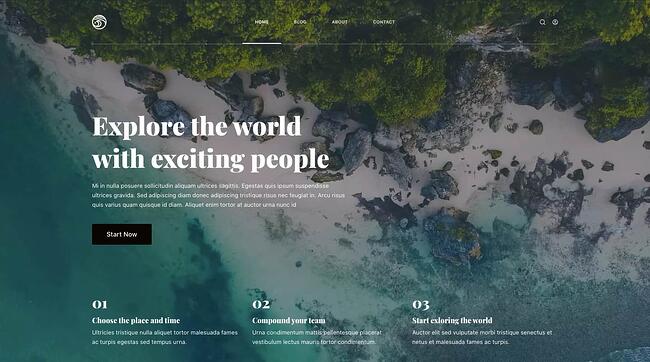 HOME BLOG ABOUT CONTACT
Explore the world
with exciting people
Mi in nulla posuere sollicitudin aliquam ultrices sagittis. Egestas quis ipsum suspendisse
ultrices gravida. Sed adipiscing diam donec adipiscing tristique risus nec feugiat in. Arcu risus
quis varius quam quisque id diam. Aliquet enim tortor at auctor urna nunc id
Start Now
01 02 03
Choose the place and time Compound your team Start exloring the world
Ultricies tristique nulla aliquet tortor malesuada fames Urna condimentum mattis pellentesque placerat Auctor elit sed vulputate morbi tristique senectus et
ac turpis egestas sed tempus urna. vestibulum lectus mauris tortor condimentum. netus et malesuada fames ac turpis.